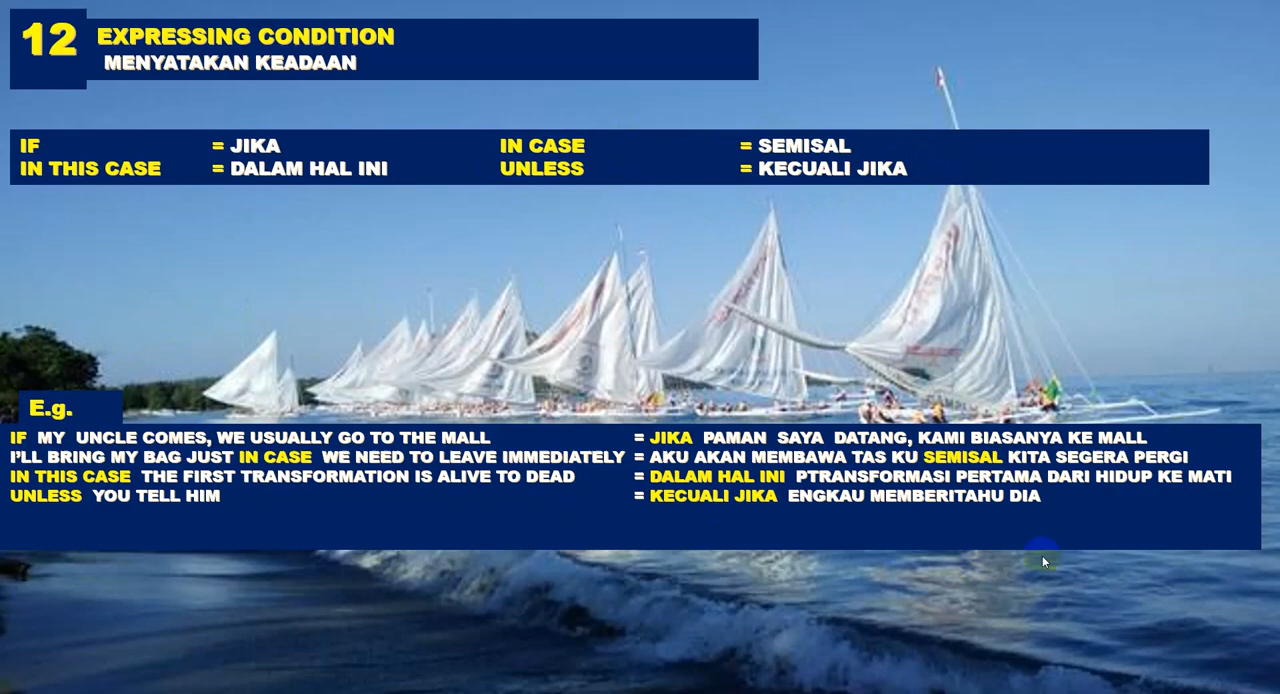 12 EXPRESSING CONDITION
MENYATAKAN KEADAAN
IF = JIKA IN CASE = SEMISAL
IN THIS CASE = DALAM HAL INI UNLESS = KECUALI JIKA
E.g.
IF MY UNCLE COMES, WE USUALLY GO TO THE MALL = JIKA PAMAN SAYA DATANG, KAMI BIASANYA KE MALL
I'LL BRING MY BAG JUST IN CASE WE NEED TO LEAVE IMMEDIATELY = AKU AKAN MEMBAWA TAS KU SEMISAL KITA SEGERA PERGI
IN THIS CASE THE FIRST TRANSFORMATION IS ALIVE TO DEAD = DALAM HAL INI PTRANSFORMASI PERTAMA DARI HIDUP KE MATI
UNLESS YOU TELL HIM = KECUALI JIKA ENGKAU MEMBERITAHU DIA